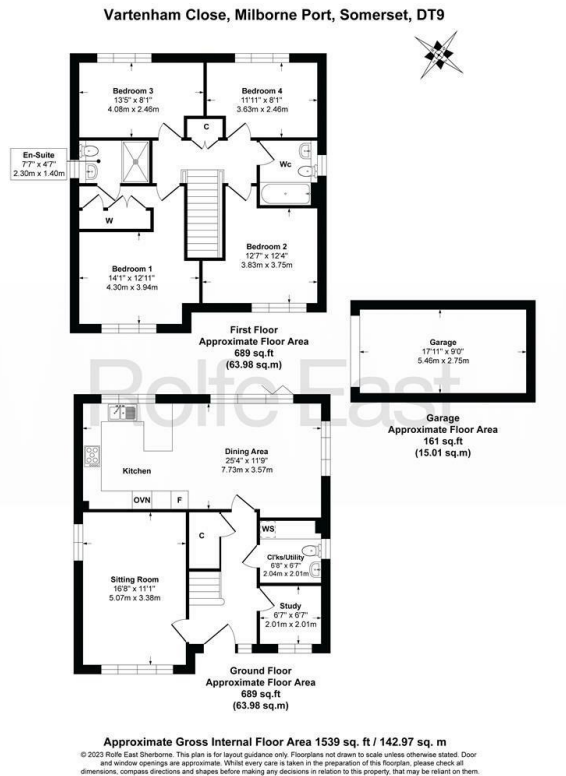 Vartenham Close, Milborne Port, Somerset, DT9
Bedroom 3
13'5" x 8'1"
4.08m x 2.46m
Bedroom 4
11'11" x 8'1"
3.63m x 2.46m
C
En-Suite
7'7" x 4'7"
2.30m x 1.40m
Wc
W
Bedroom 2
12'7" x 12'4"
3.83m x 3.75m
Bedroom 1
14'1" x 12'11"
4.30m x 3.94m
First Floor
Approximate Floor Area
689 sq.ft
(63.98 sq.m)
Garage
17'11" x 9'0"
5.46m x 2.75m
Garage
Approximate Floor Area
161 sq.ft
(15.01 sq.m)
Rolfe East
Dining Area
25'4" x 11'9"
7.73m x 3.57m
Kitchen
OVN
F
C
WS
Cl'ks/Utility
6'8" x 6'7"
2.04m x 2.01m
Sitting Room
16'8" x 11'1"
5.07m x 3.38m
Study
6'7" x 6'7"
2.01m x 2.01m
Ground Floor
Approximate Floor Area
689 sq.ft
(63.98 sq.m)
Approximate Gross Internal Floor Area 1539 sq. ft / 142.97 sq. m
© 2023 Rolfe East Sherborne. This plan is for layout guidance only. Floorplans not drawn to scale unless otherwise stated. Door
and window openings are approximate. Whilst every care is taken in the preparation of this floorplan, please check all
dimensions, compass directions and shapes before making any decisions in relation to this property, that may be reliant on them.